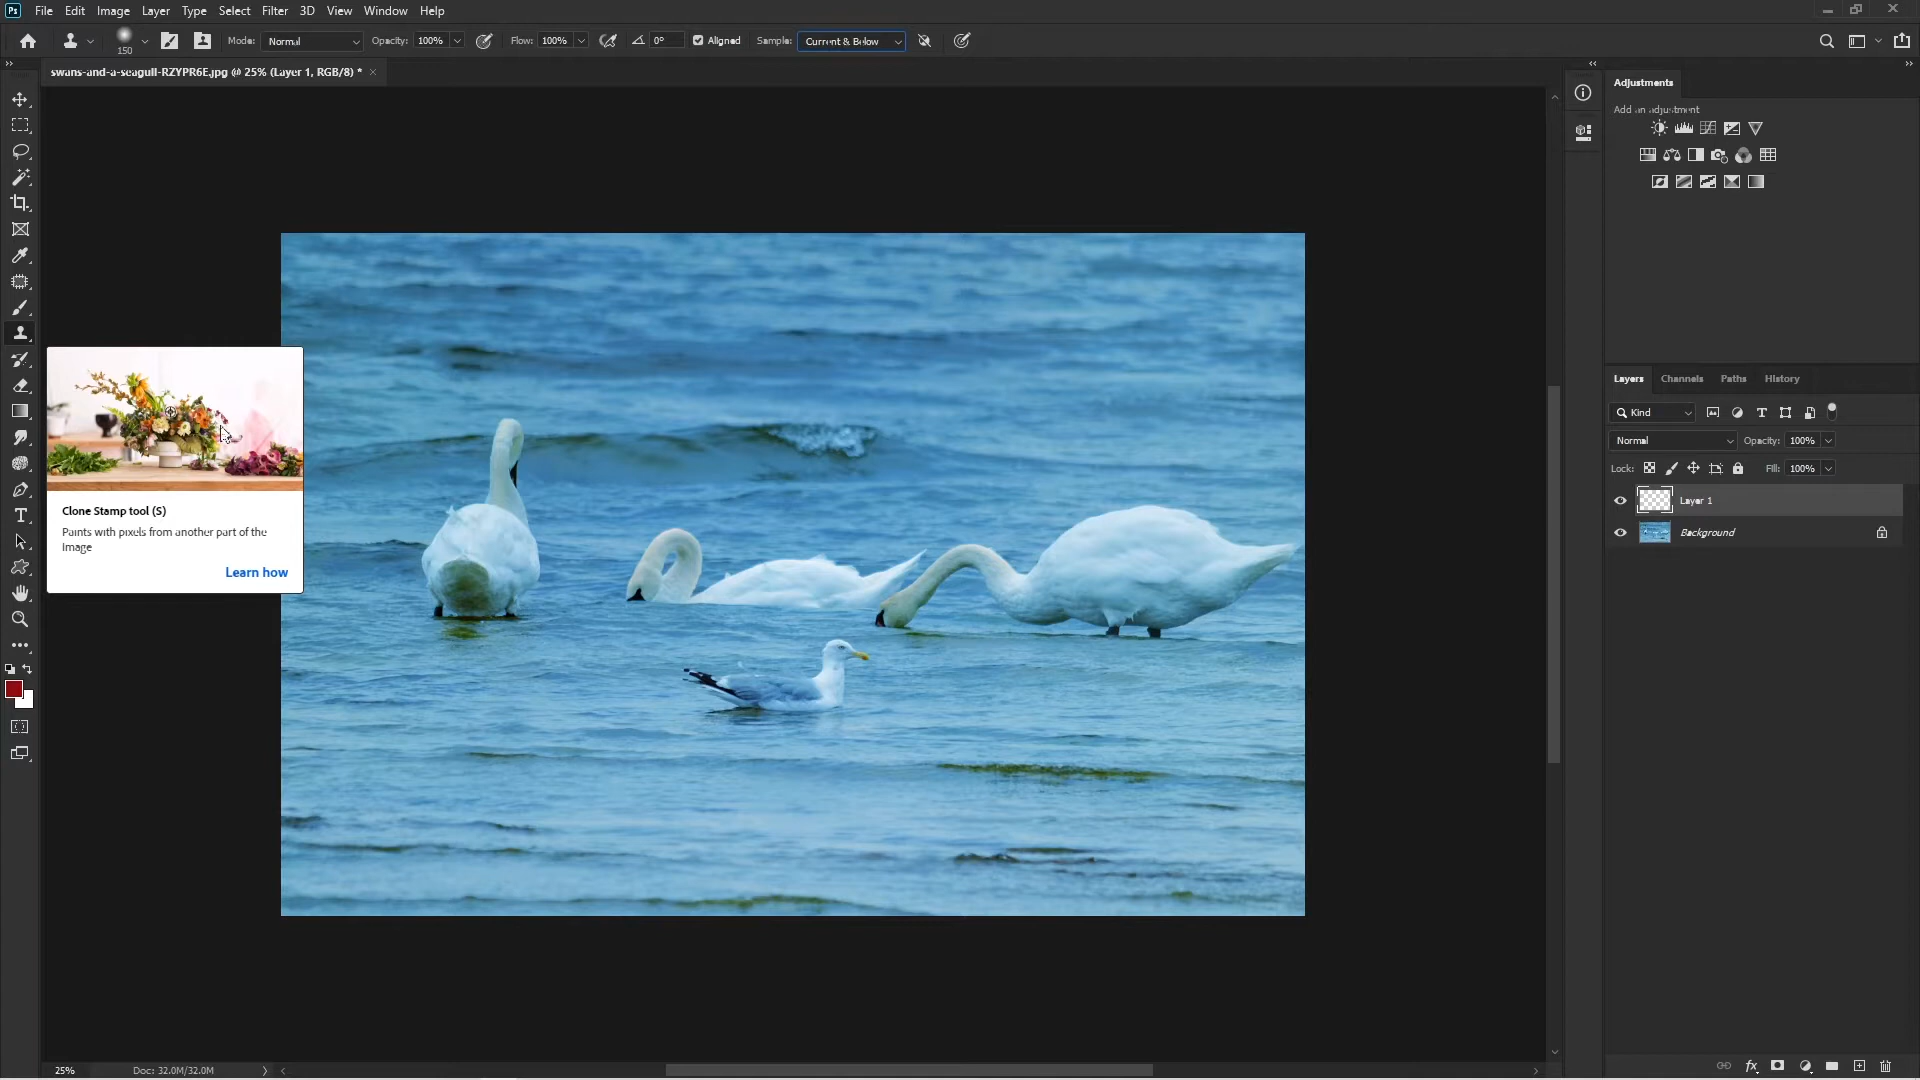 Ps File Edit Image Layer Type Select Filter 3D View Window Help
150 Mode: Normal Opacity: 100% Flow: 100% 0° Aligned Sample: Current & Below
swans-and-a-seagull-RZYPR6E.jpg @ 25% (Layer 1, RGB/8) * ×
Adjustments
Add an adjustment
Clone Stamp tool (S)
Paints with pixels from another part of the
image
Learn how
Layers Channels Paths History
Kind
Normal Opacity: 100%
Lock: Fill: 100%
Layer 1
Background
25% Doc: 32.0M/32.0M